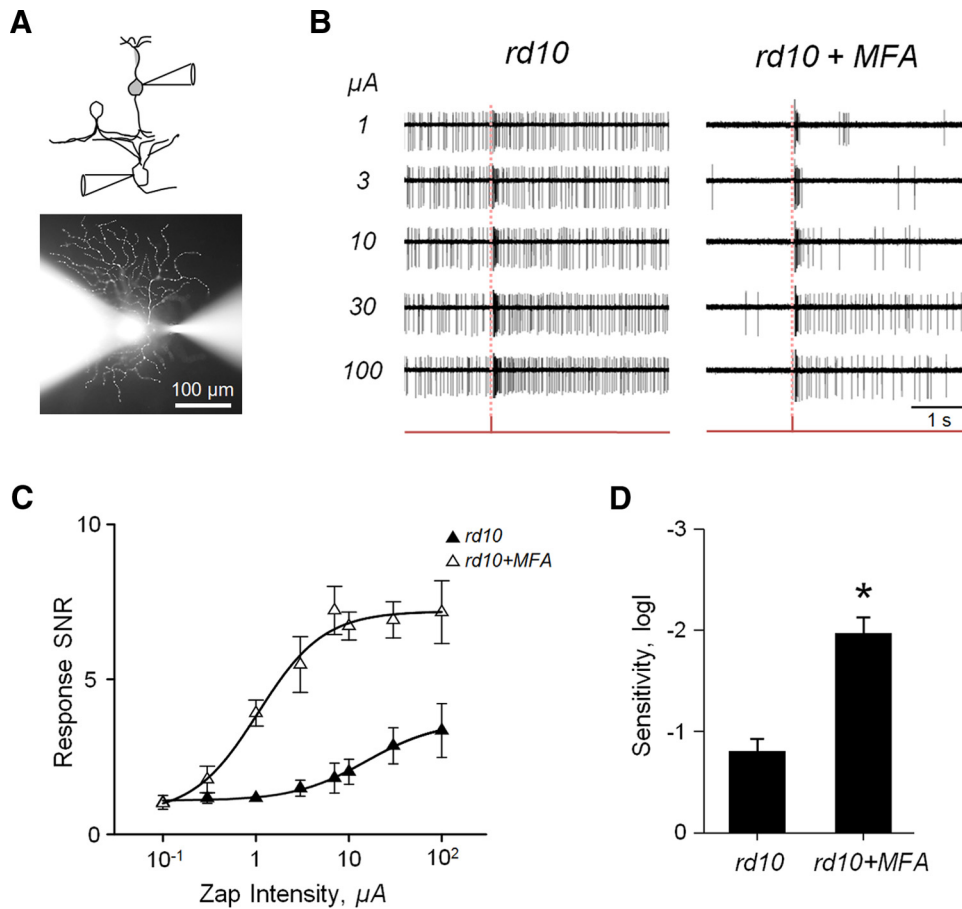 A
100 µm
B
rd10
rd10 + MFA
µA
1
3
10
30
100
1 s
C
10
5
0
Response SNR
rd10
rd10+MFA
10-1
1
10
10²
Zap Intensity, µA
D
-3
-2
-1
0
Sensitivity, logI
*
rd10
rd10+MFA